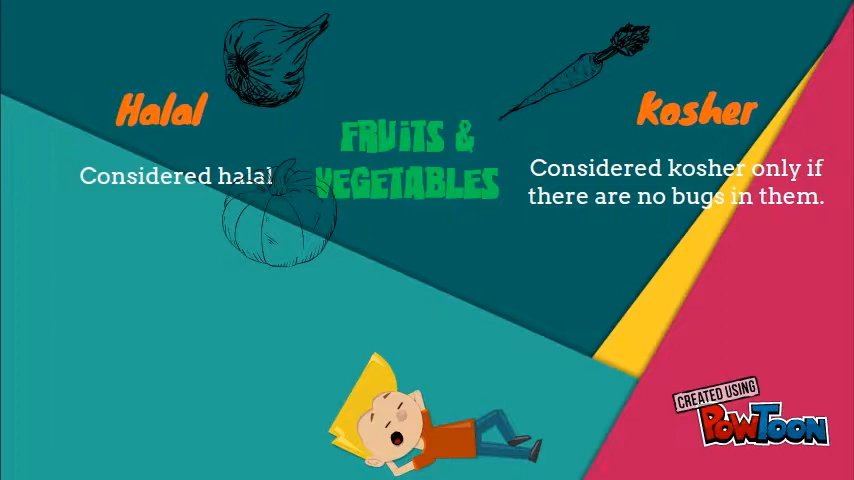 Halal
Considered halal
FRUiTS &
VEGETABLES
Kosher
Considered kosher only if
there are no bugs in them.
CREATED USING
POWTOON